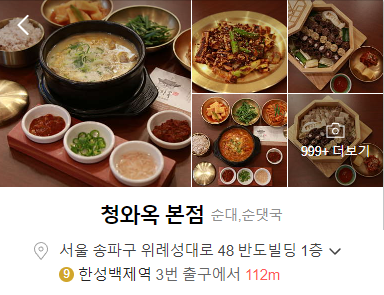 999+ 더보기
청와옥 본점 순대,순댓국
서울 송파구 위례성대로 48 반도빌딩 1층
9 한성백제역 3번 출구에서 112m